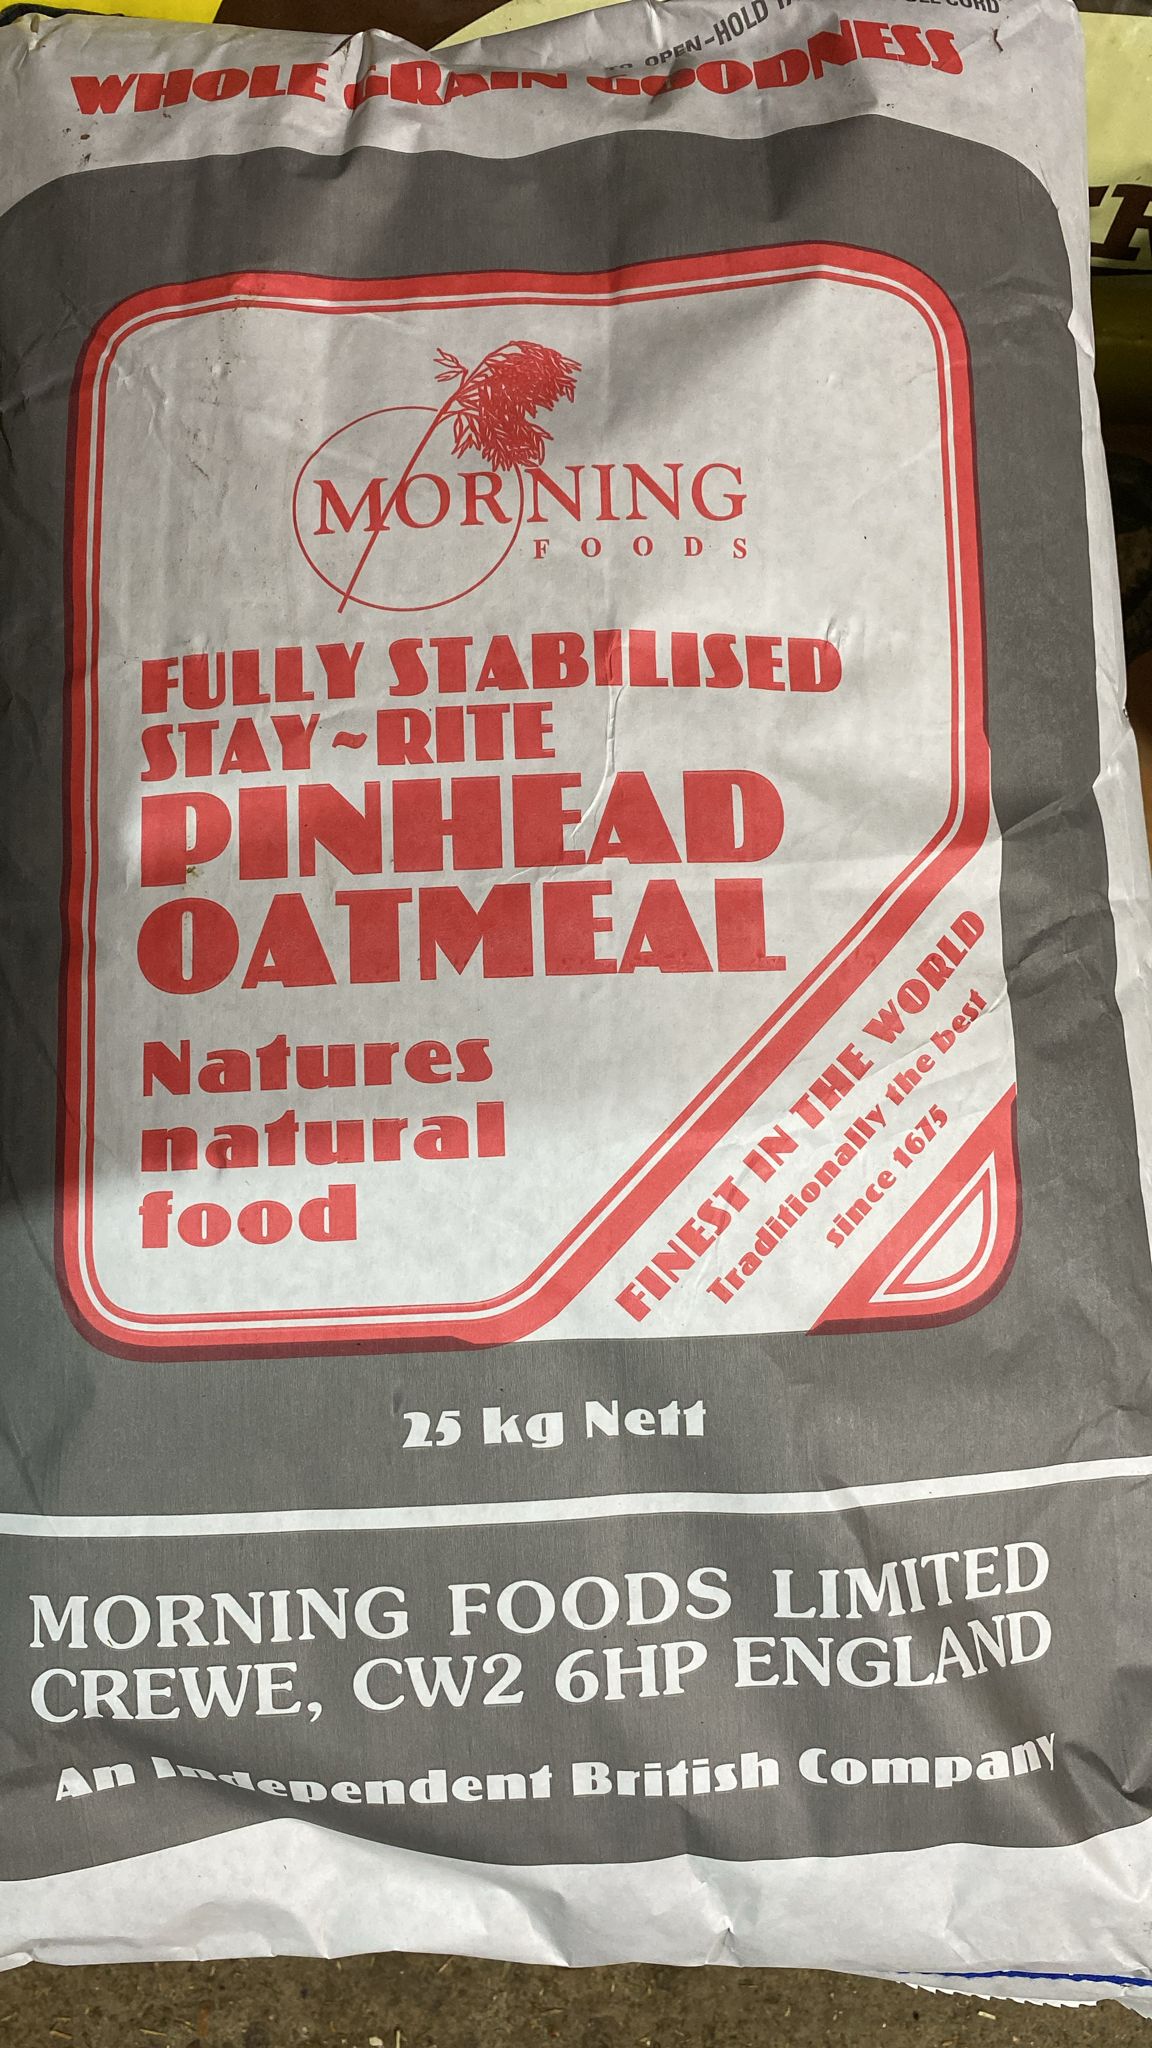 OPEN-HOLD
CORD
WHOLE GRAIN GOODNESS
MORNING
FOODS
FULLY STABILISED
STAY~RITE
PINHEAD
OATMEAL
Natures
natural
food
FINEST IN THE WORLD
Traditionally the best
since 1675
25 kg Nett
MORNING FOODS LIMITED
CREWE, CW2 6HP ENGLAND
An Independent British Company